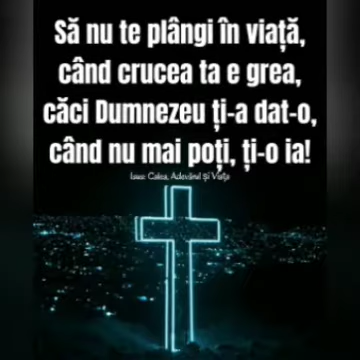 Să nu te plângi în viață,
când crucea ta e grea,
căci Dumnezeu ți-a dat-o,
când nu mai poți, ți-o ia!
Isus: Calea, Adevărul și Viața